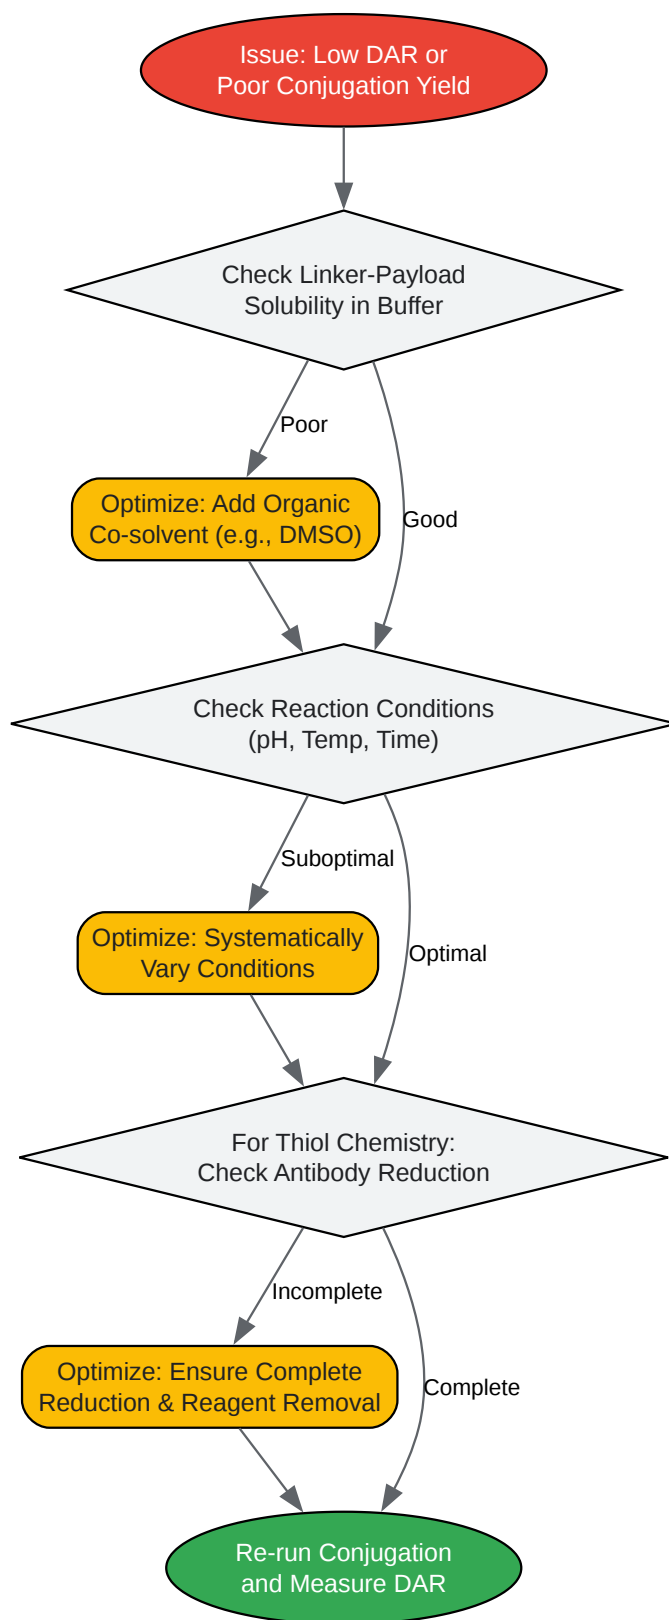 Issue: Low DAR or
Poor Conjugation Yield
Check Linker-Payload
Solubility in Buffer
Poor
Optimize: Add Organic
Co-solvent (e.g., DMSO)
Good
Check Reaction Conditions
(pH, Temp, Time)
Suboptimal
Optimize: Systematically
Vary Conditions
Optimal
For Thiol Chemistry:
Check Antibody Reduction
Incomplete
Optimize: Ensure Complete
Reduction & Reagent Removal
Complete
Re-run Conjugation
and Measure DAR